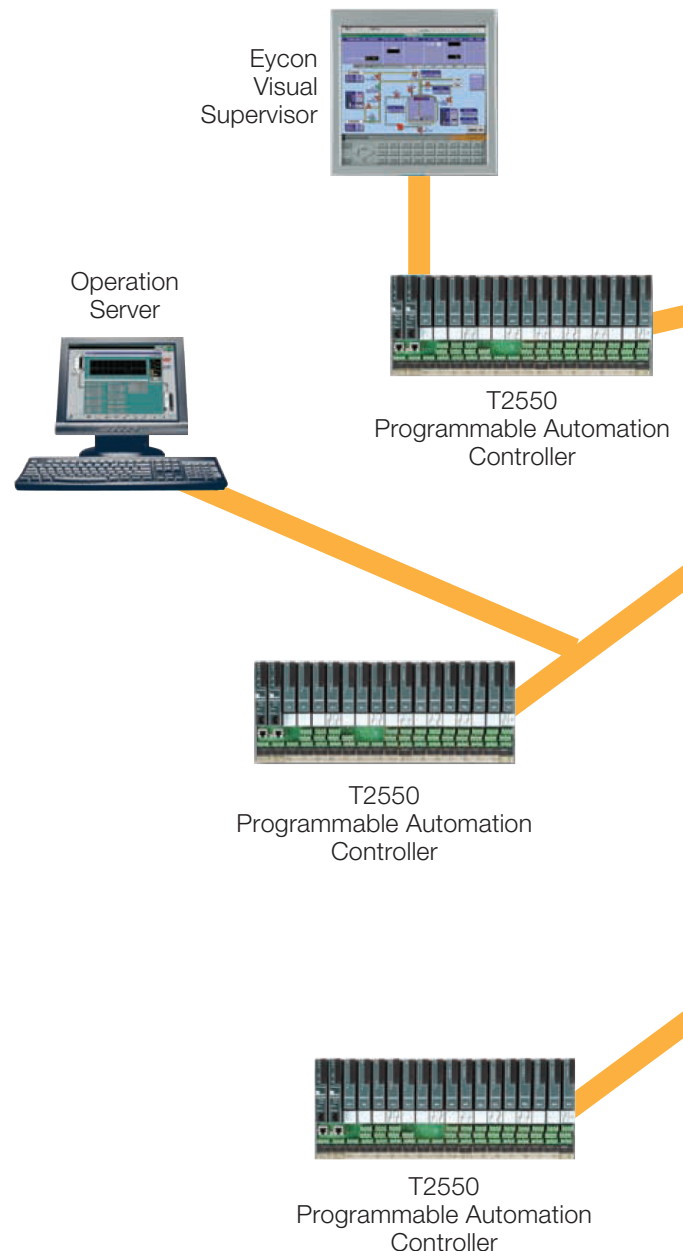 Eycon
Visual
Supervisor
Operation
Server
T2550
Programmable Automation
Controller
T2550
Programmable Automation
Controller
T2550
Programmable Automation
Controller